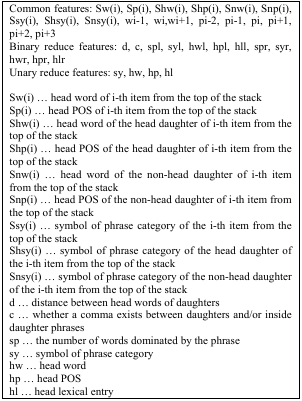 Common features: Sw(i), Sp(i), Shw(i), Shp(i), Snw(i), Snp(i),
Ssy(i), Shsy(i), Snsy(i), wi-1, wi,wi+1, pi-2, pi-1, pi, pi+1,
pi+2, pi+3
Binary reduce features: d, c, spl, syl, hwl, hpl, hll, spr, syr,
hwr, hpr, hlr
Unary reduce features: sy, hw, hp, hl
Sw(i) … head word of i-th item from the top of the stack
Sp(i) … head POS of i-th item from the top of the stack
Shw(i) … head word of the head daughter of i-th item from the
top of the stack
Shp(i) … head POS of the head daughter of i-th item from the
top of the stack
Snw(i) … head word of the non-head daughter of i-th item
from the top of the stack
Snp(i) … head POS of the non-head daughter of i-th item from
the top of the stack
Ssy(i) … symbol of phrase category of the i-th item from the
top of the stack
Shsy(i) … symbol of phrase category of the head daughter of
the i-th item from the top of the stack
Snsy(i) … symbol of phrase category of the non-head daughter
of the i-th item from the top of the stack
d … distance between head words of daughters
c … whether a comma exists between daughters and/or inside
daughter phrases
sp … the number of words dominated by the phrase
sy … symbol of phrase category
hw … head word
hp … head POS
hl … head lexical entry